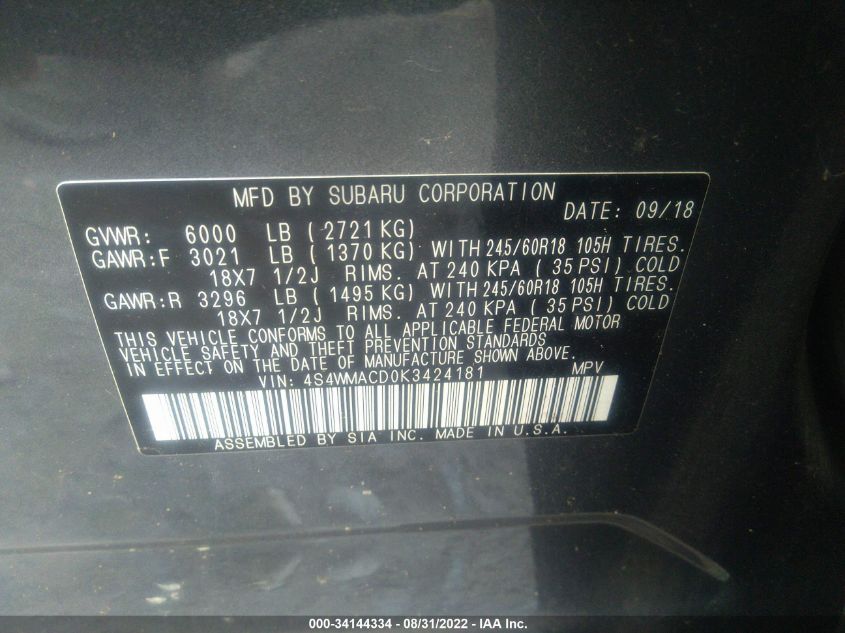 MFD BY SUBARU CORPORATION
DATE: 09/18
GVWR: 6000 LB ( 2721 KG)
GAWR:F 3021 LB ( 1370 KG) WITH 245/60R18 105H TIRES.
18X7 1/2J RIMS. AT 240 KPA ( 35 PSI) COLD
GAWR:R 3296 LB ( 1495 KG) WITH 245/60R18 105H TIRES.
18X7 1/2J RIMS. AT 240 KPA ( 35 PSI) COLD
THIS VEHICLE CONFORMS TO ALL APPLICABLE FEDERAL MOTOR
VEHICLE SAFETY AND THEFT PREVENTION STANDARDS
IN EFFECT ON THE DATE OF MANUFACTURE SHOWN ABOVE.
VIN: 4S4WMACD0K3424181 MPV
ASSEMBLED BY SIA INC. MADE IN U.S.A.
000-34144334 - 08/31/2022 - IAA Inc.